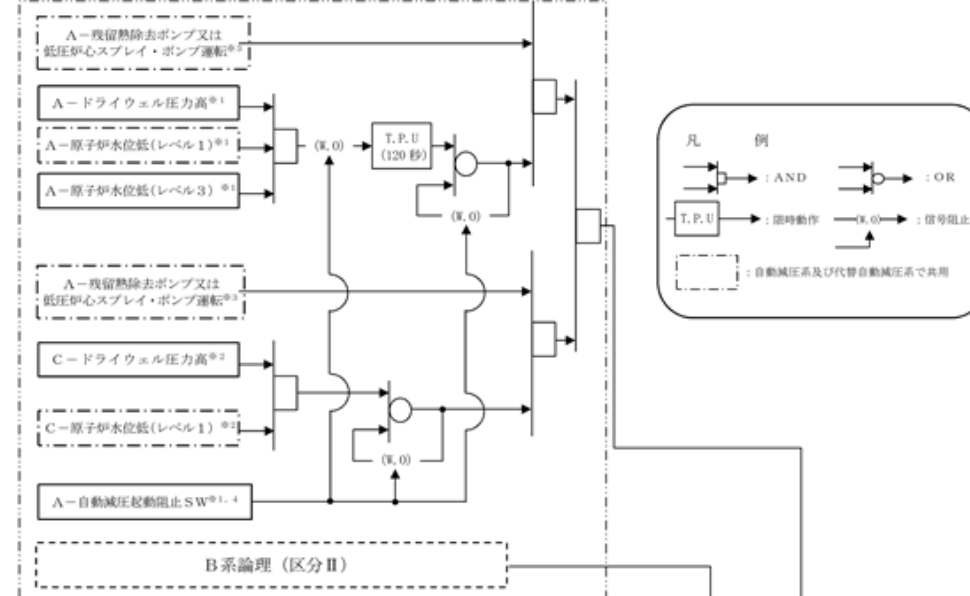 A－残留熱除去ポンプ又は
低圧炉心スプレイ・ポンプ運転※3
A－ドライウェル圧力高※1
A－原子炉水位低(レベル1)※1
A－原子炉水位低(レベル3)※1
(W,O)
T.P.U
(120 秒)
(W,O)
A－残留熱除去ポンプ又は
低圧炉心スプレイ・ポンプ運転※3
C－ドライウェル圧力高※2
C－原子炉水位低(レベル1)※2
(W,O)
A－自動減圧起動阻止SW※1, 4
B系論理（区分Ⅱ）
凡 例
：AND
：OR
T.P.U
：限時動作
(W,O)
：信号阻止
：自動減圧系及び代替自動減圧系で共用